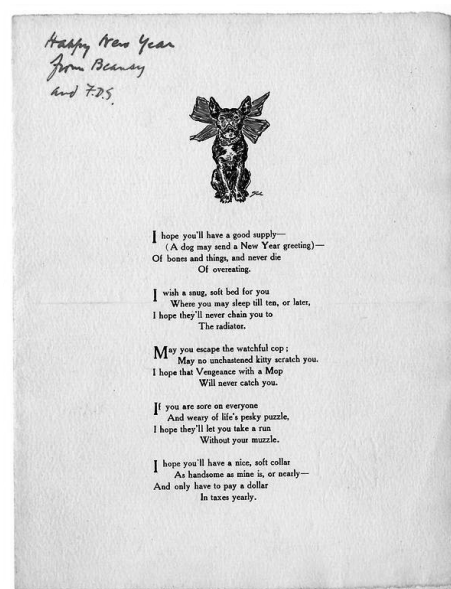 Happy New Year
from Beansy
and F.D.S.
I hope you'll have a good supply—
(A dog may send a New Year greeting)—
Of bones and things, and never die
Of overeating.
I wish a snug, soft bed for you
Where you may sleep till ten, or later,
I hope they'll never chain you to
The radiator.
May you escape the watchful cop;
May no unchastened kitty scratch you.
I hope that Vengeance with a Mop
Will never catch you.
If you are sore on everyone
And weary of life's pesky puzzle,
I hope they'll let you take a run
Without your muzzle.
I hope you'll have a nice, soft collar
As handsome as mine is, or nearly—
And only have to pay a dollar
In taxes yearly.